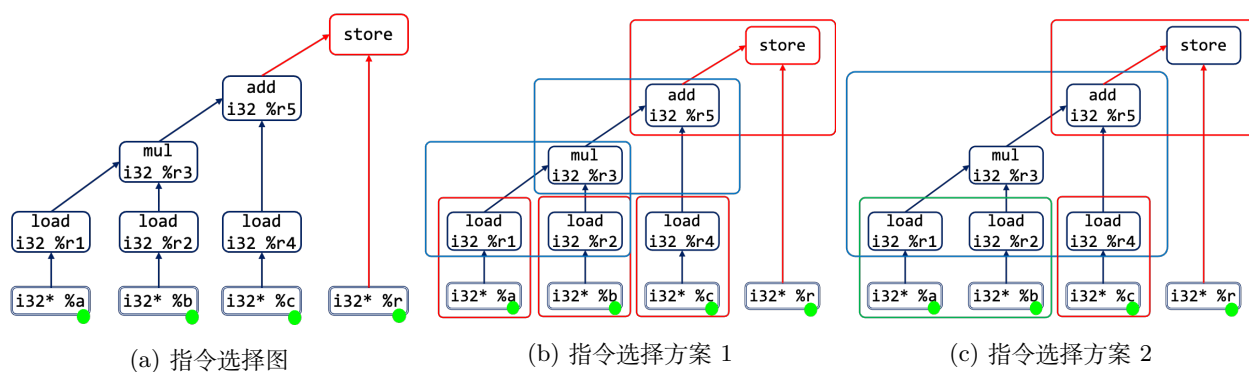 store
add
i32 %r5
mul
i32 %r3
load
i32 %r1
load
i32 %r2
load
i32 %r4
i32* %a
i32* %b
i32* %c
i32* %r
(a) 指令选择图
store
add
i32 %r5
mul
i32 %r3
load
i32 %r1
load
i32 %r2
load
i32 %r4
i32* %a
i32* %b
i32* %c
i32* %r
(b) 指令选择方案 1
store
add
i32 %r5
mul
i32 %r3
load
i32 %r1
load
i32 %r2
load
i32 %r4
i32* %a
i32* %b
i32* %c
i32* %r
(c) 指令选择方案 2